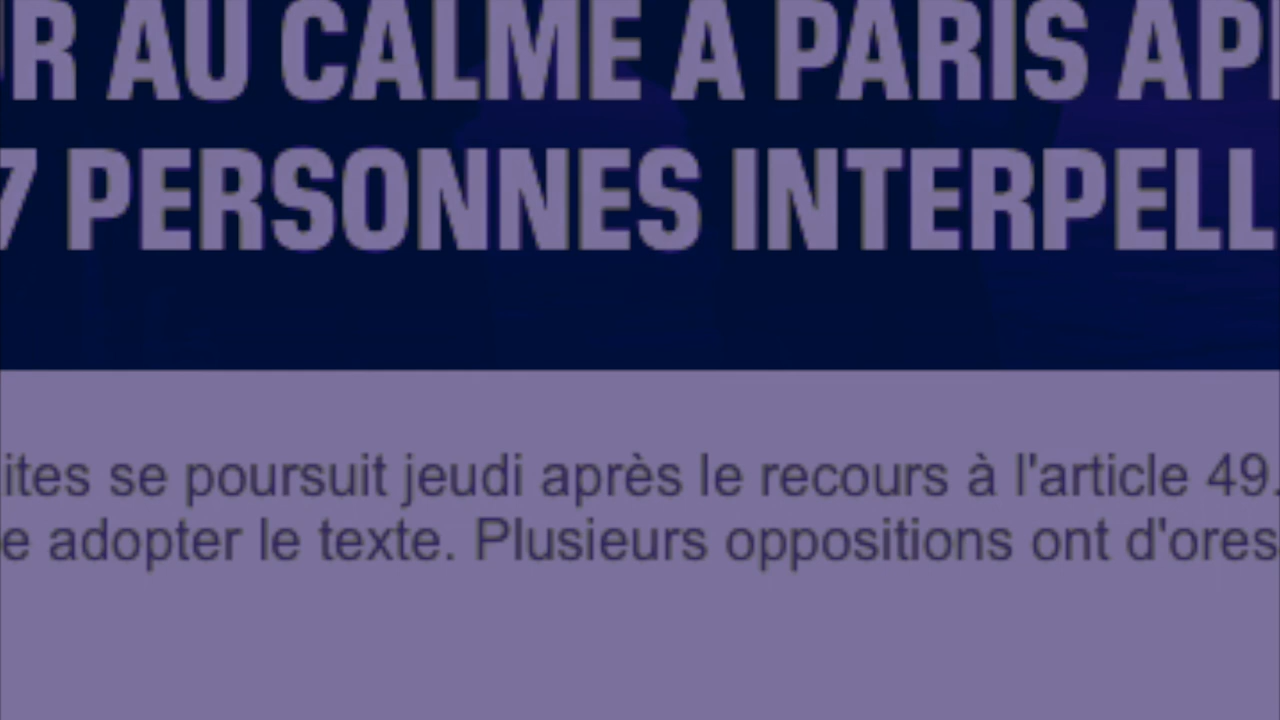 R AU CALME À PARIS AP
7 PERSONNES INTERPELL
ites se poursuit jeudi après le recours à l'article 49.
e adopter le texte. Plusieurs oppositions ont d'ores